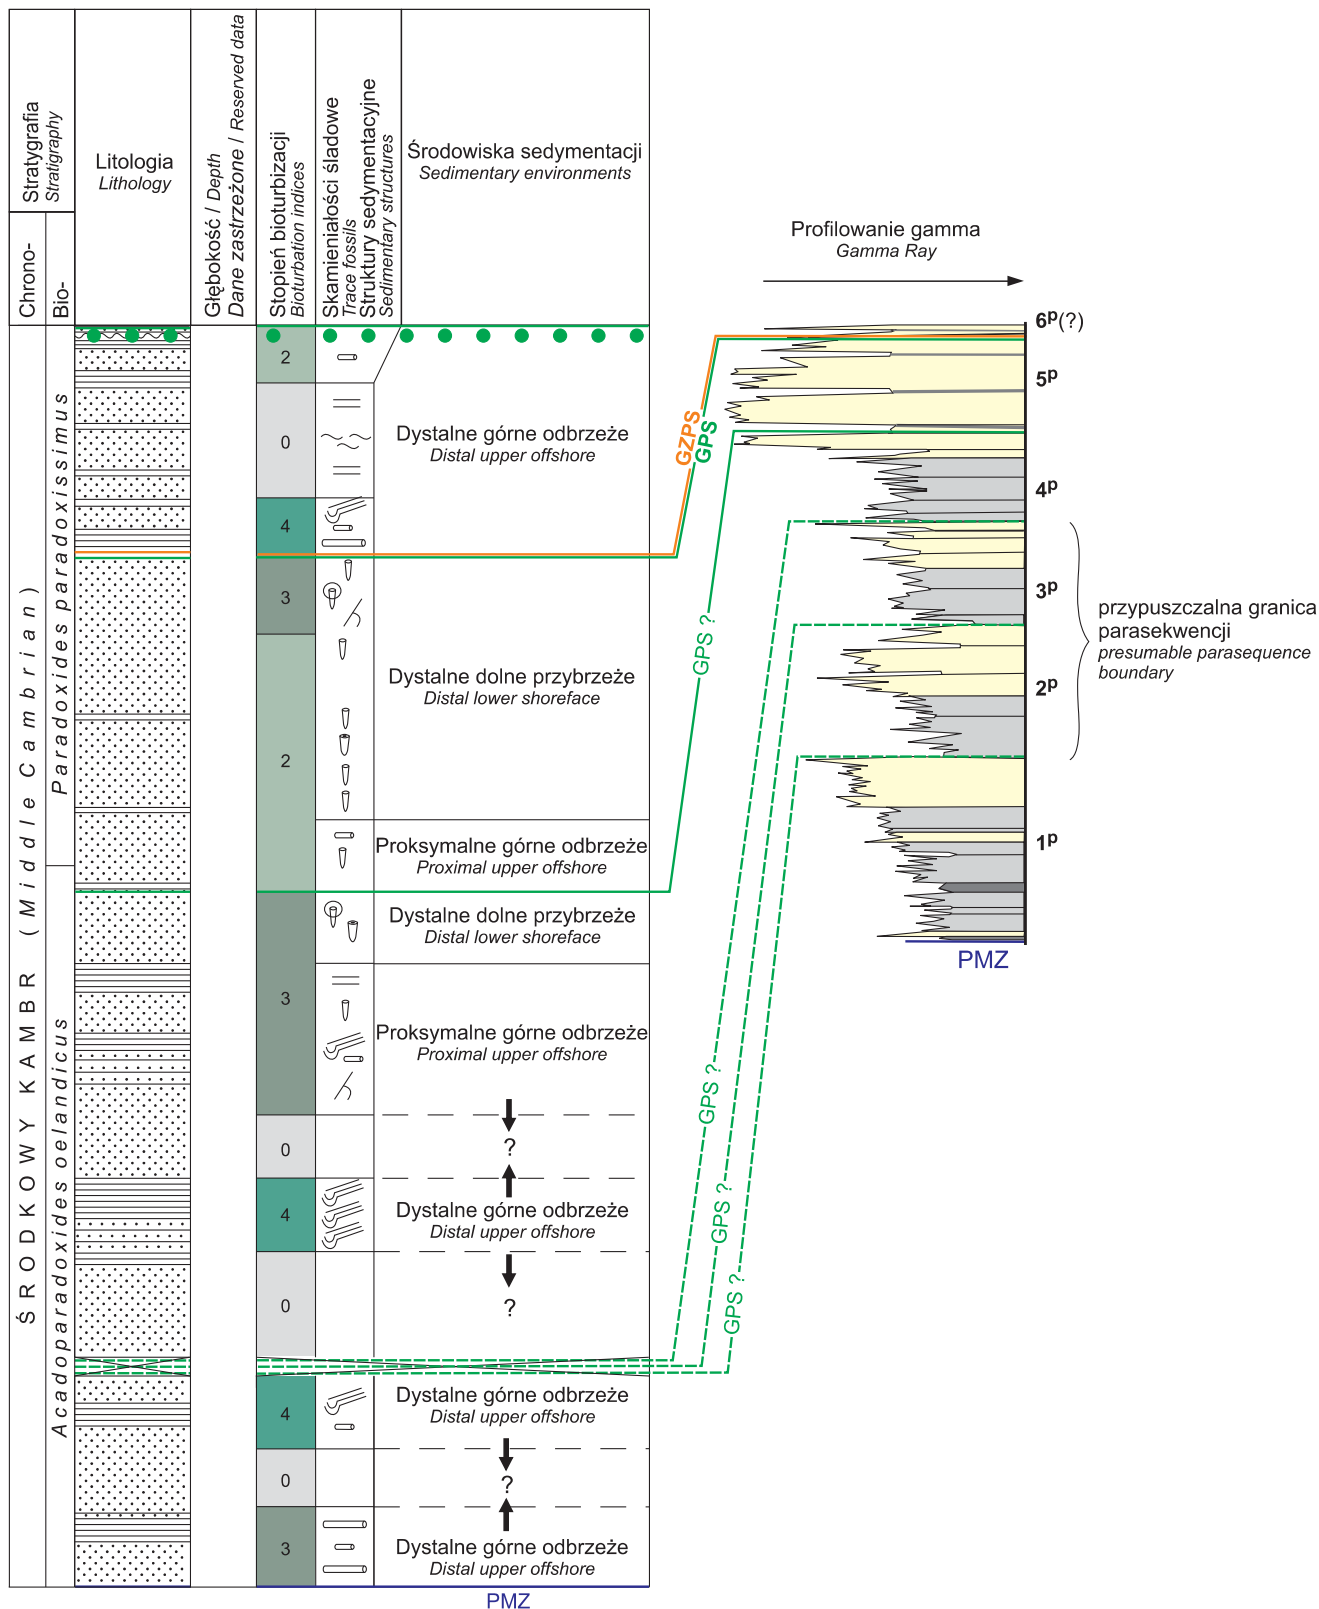 Stratygrafia
Stratigraphy
Chrono-
Bio-
Litologia
Lithology
Głębokość / Depth
Dane zastrzeżone / Reserved data
Stopień bioturbizacji
Bioturbation indices
Skamieniałości śladowe
Trace fossils
Struktury sedymentacyjne
Sedimentary structures
Środowiska sedymentacji
Sedimentary environments
Profilowanie gamma
Gamma Ray
ŚRODKOWY KAMBR (Middle Cambrian)
Paradoxides paradoxissimus
Acadoparadoxides oelandicus
2
0
4
3
2
3
0
4
0
4
0
3
Dystalne górne odbrzeże
Distal upper offshore
Dystalne dolne przybrzeże
Distal lower shoreface
Proksymalne górne odbrzeże
Proximal upper offshore
Dystalne dolne przybrzeże
Distal lower shoreface
Proksymalne górne odbrzeże
Proximal upper offshore
?
Dystalne górne odbrzeże
Distal upper offshore
?
Dystalne górne odbrzeże
Distal upper offshore
?
Dystalne górne odbrzeże
Distal upper offshore
PMZ
GZPS
GPS
GPS ?
GPS ?
GPS ?
GPS ?
6p(?)
5p
4p
3p
2p
1p
PMZ
przypuszczalna granica
parasekwencji
presumable parasequence
boundary